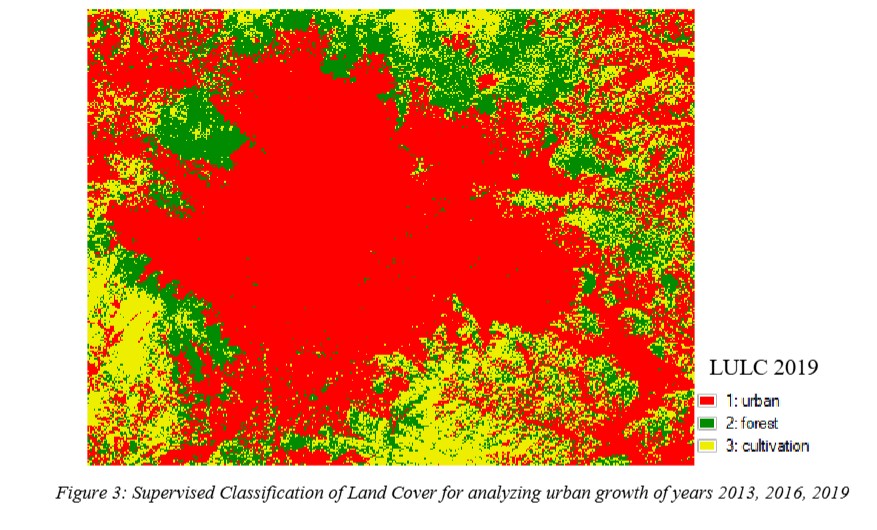 LULC 2019
1: urban
2: forest
3: cultivation
Figure 3: Supervised Classification of Land Cover for analyzing urban growth of years 2013, 2016, 2019